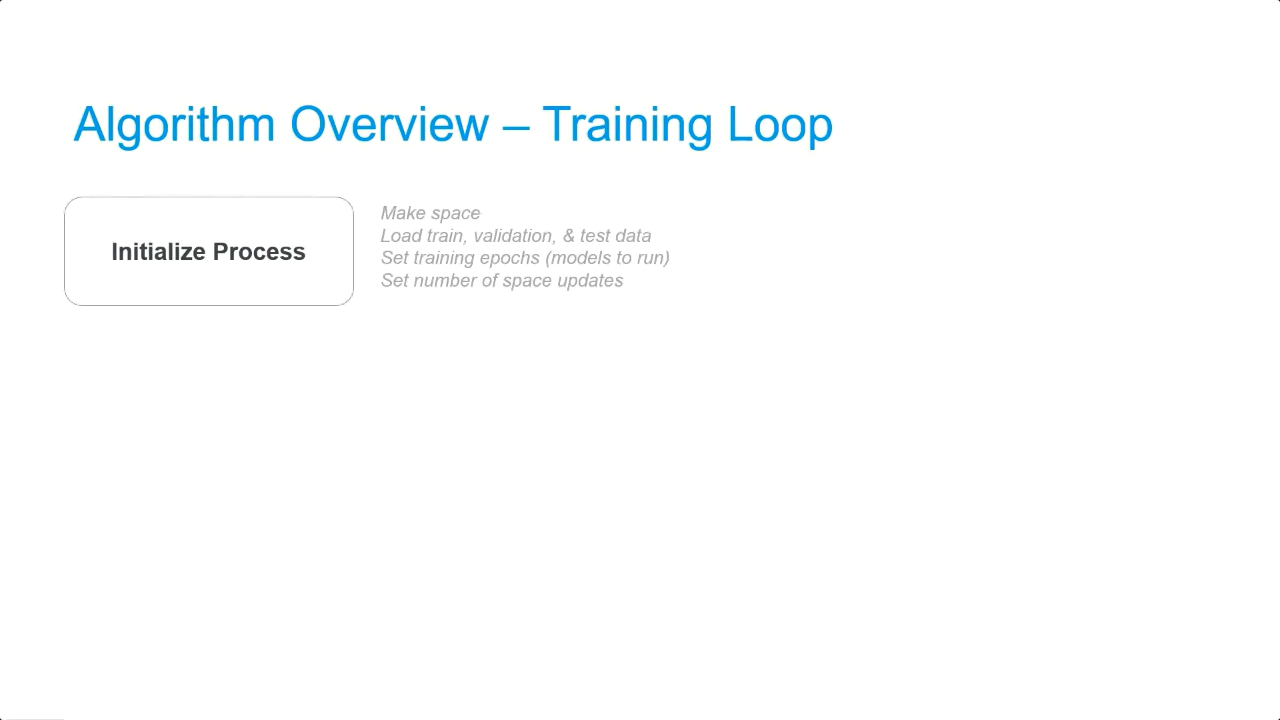 Algorithm Overview – Training Loop
Initialize Process
Make space
Load train, validation, & test data
Set training epochs (models to run)
Set number of space updates